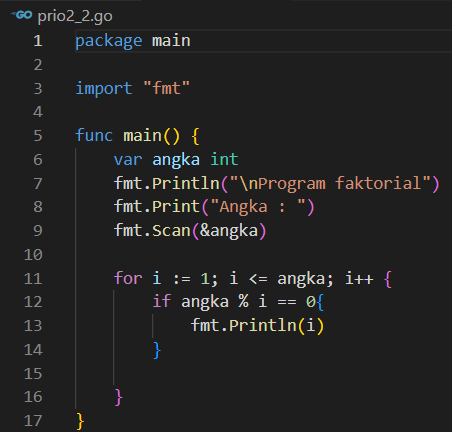 GO prio2_2.go
1 package main
2
3 import "fmt"
4
5 func main() {
6     var angka int
7     fmt.Println("\nProgram faktorial")
8     fmt.Print("Angka : ")
9     fmt.Scan(&angka)
10
11     for i := 1; i <= angka; i++ {
12         if angka % i == 0{
13             fmt.Println(i)
14         }
15
16     }
17 }